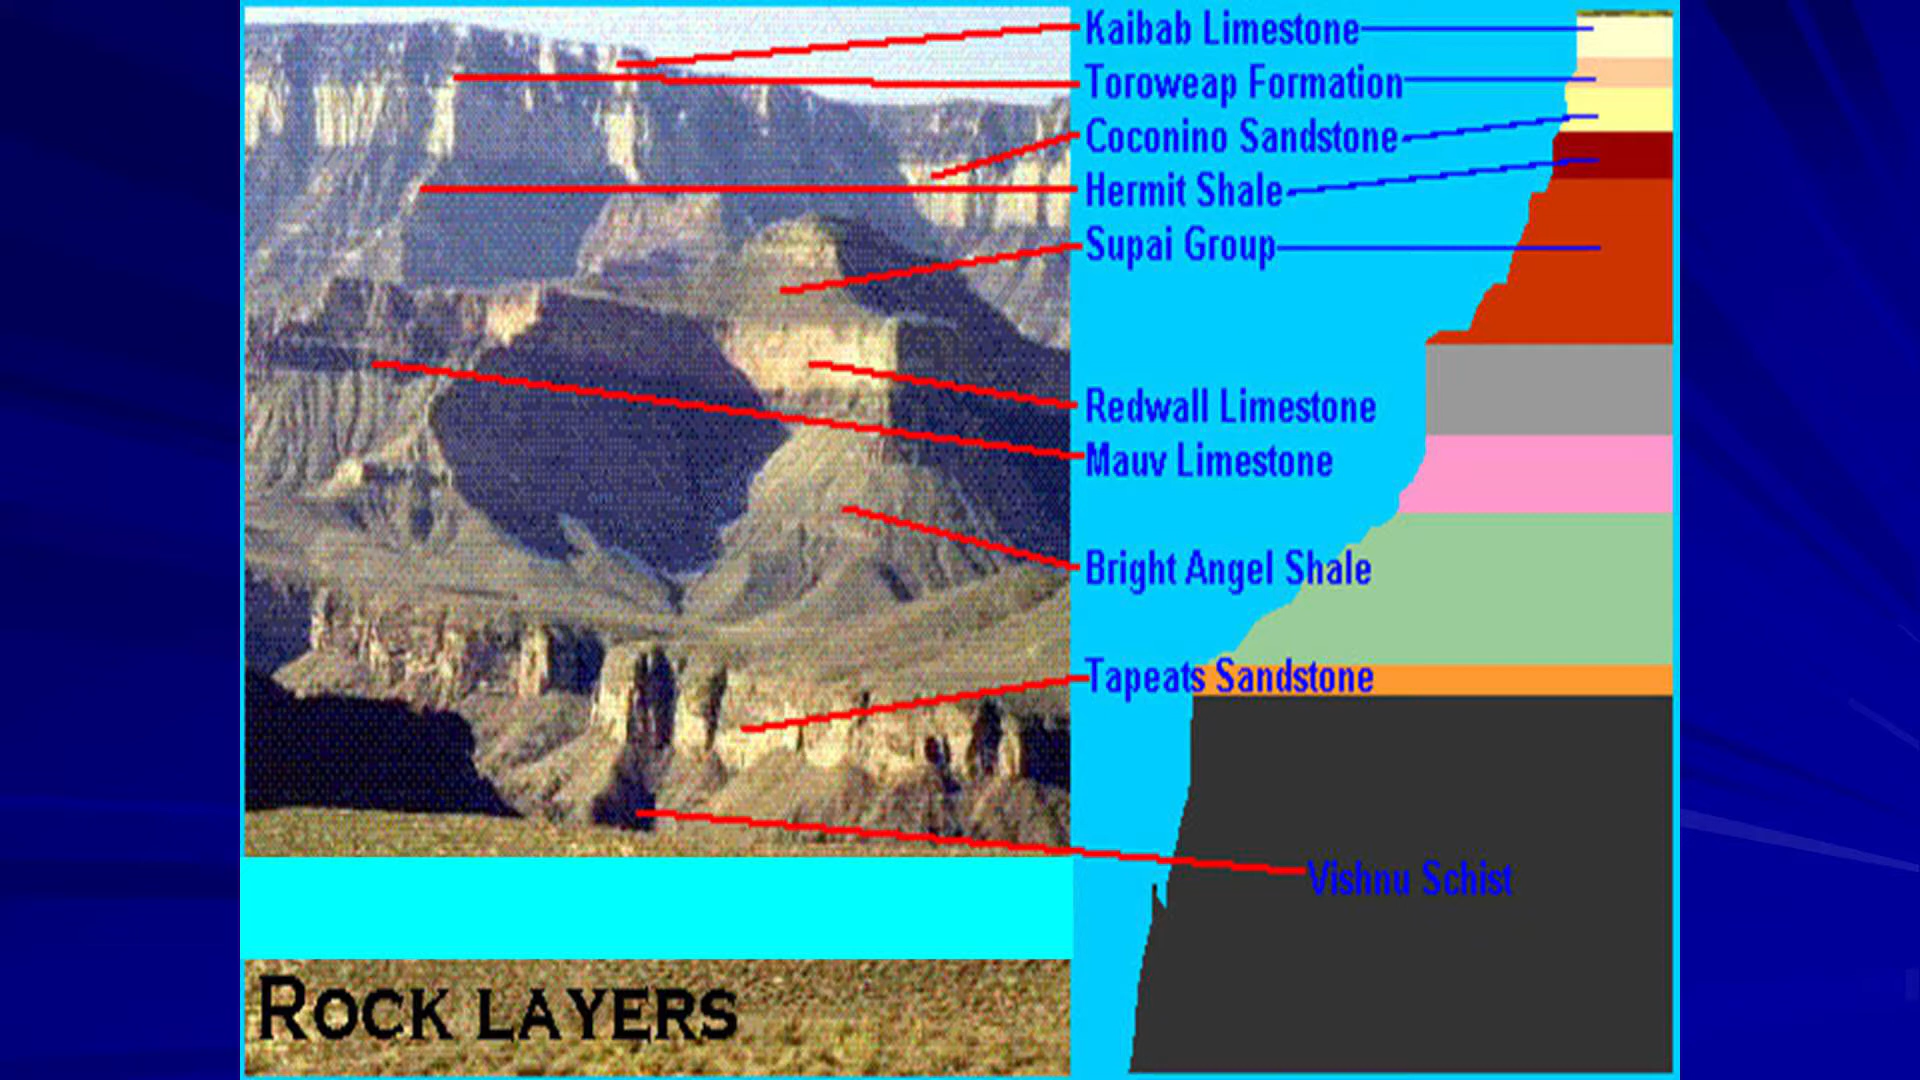 Kaibab Limestone
Toroweap Formation
Coconino Sandstone
Hermit Shale
Supai Group
Redwall Limestone
Mauv Limestone
Bright Angel Shale
Tapeats Sandstone
Vishnu Schist
ROCK LAYERS